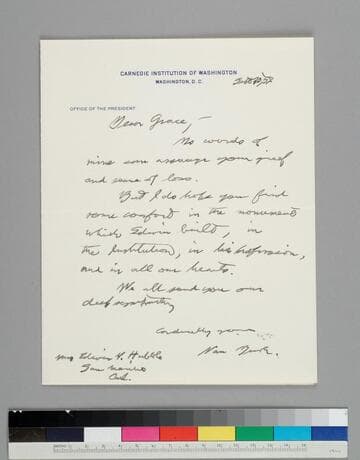 CARNEGIE INSTITUTION OF WASHINGTON
WASHINGTON, D. C.
OFFICE OF THE PRESIDENT
Dear Grace,—
No words of
mine can assuage your grief
and sense of loss.
But I do hope you find
some comfort in the monument
which Edwin built, in
the Institution, in his profession,
and in all our hearts.
We all send you our
deep sympathy
Cordially yours
Van Bush.
Mrs Edwin P. Hubble
San Marino
Cal.